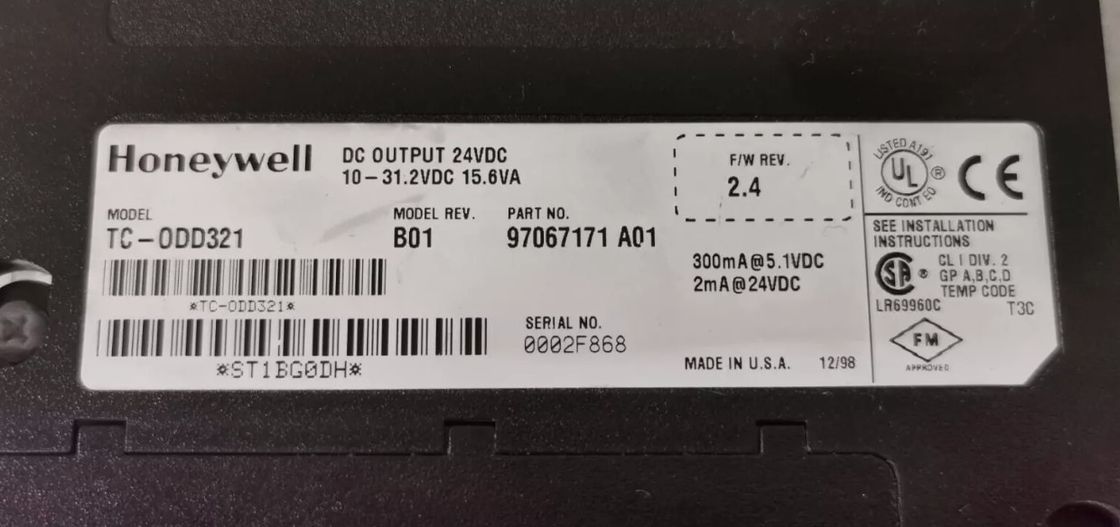 Honeywell
DC OUTPUT 24VDC
10-31.2VDC 15.6VA
F/W REV.
2.4
LISTED A191
UL ®
IND CONT EQ
CE
MODEL
TC-ODD321
MODEL REV.
B01
PART NO.
97067171 A01
SEE INSTALLATION
INSTRUCTIONS
300mA@5.1VDC
2mA@24VDC
SA ®
CL I DIV. 2
GP A,B,C,D
TEMP CODE
LR69960C T3C
*TC-ODD321*
SERIAL NO.
0002F868
*ST1BG0DH*
MADE IN U.S.A. 12/98
FM
APPROVED